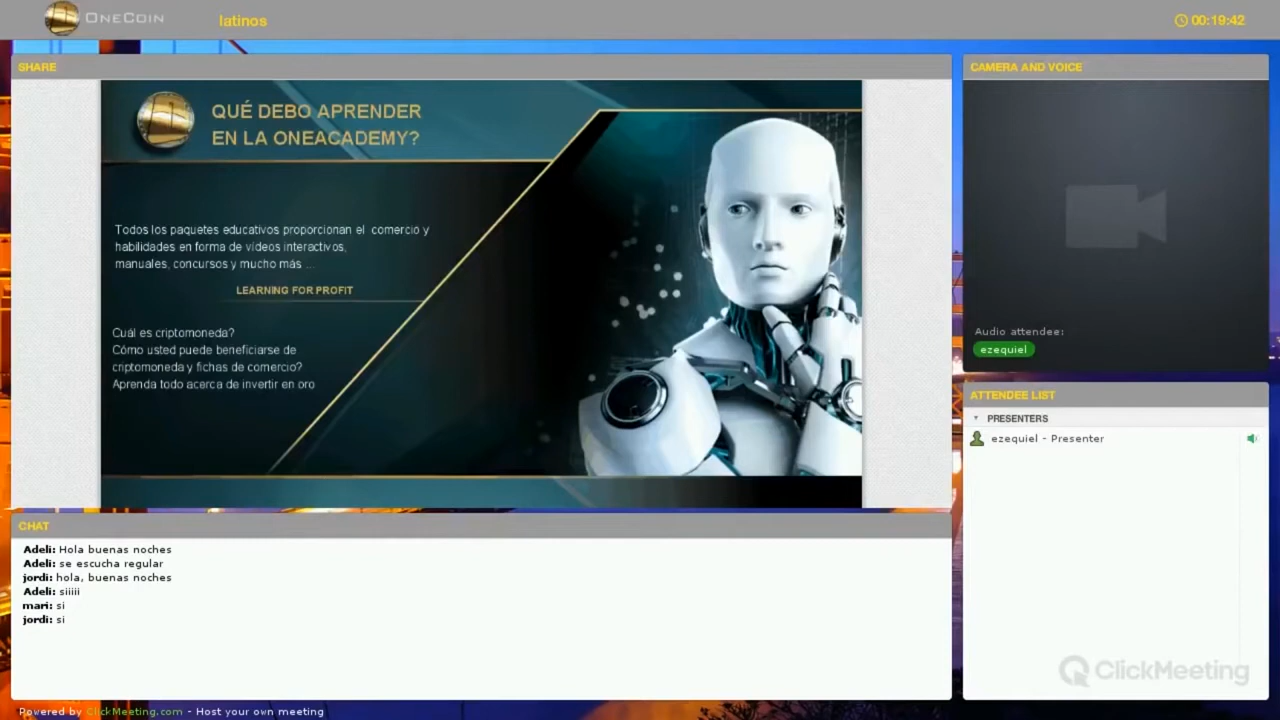 ONECOIN
latinos
00:19:42
SHARE
QUÉ DEBO APRENDER
EN LA ONEACADEMY?
Todos los paquetes educativos proporcionan el comercio y
habilidades en forma de vídeos interactivos,
manuales, concursos y mucho más ...
LEARNING FOR PROFIT
Cuál es criptomoneda?
Cómo usted puede beneficiarse de
criptomoneda y fichas de comercio?
Aprenda todo acerca de invertir en oro
CAMERA AND VOICE
Audio attendee:
ezequiel
ATTENDEE LIST
PRESENTERS
ezequiel - Presenter
CHAT
Adeli: Hola buenas noches
Adeli: se escucha regular
jordi: hola, buenas noches
Adeli: siiiii
mari: si
jordi: si
ClickMeeting
Powered by ClickMeeting.com - Host your own meeting